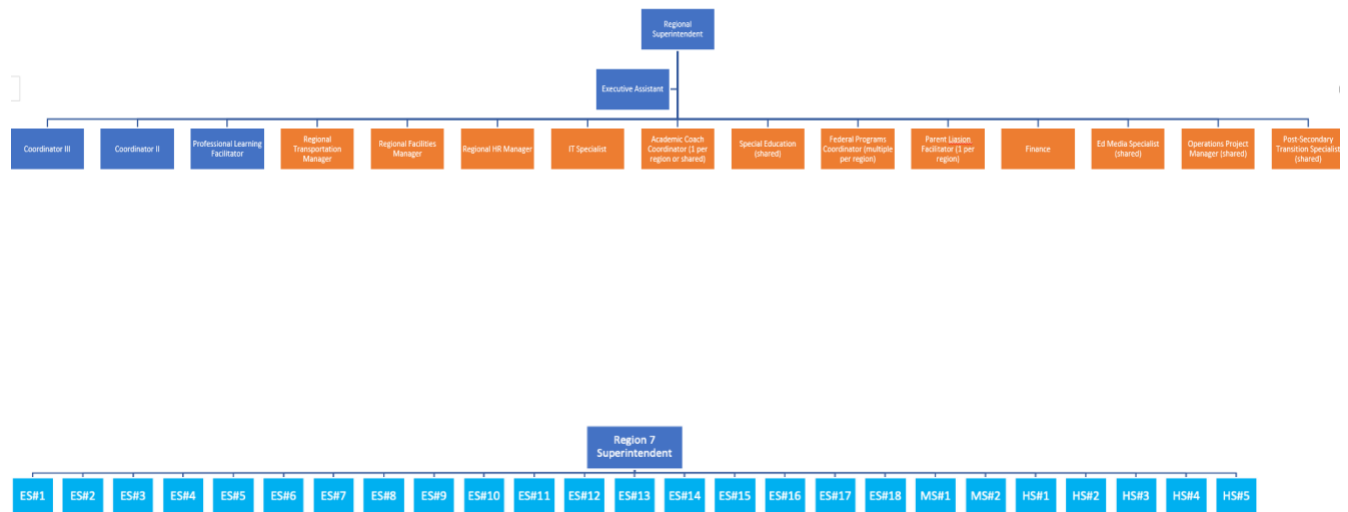 Regional
Superintendent
Executive Assistant
Coordinator III
Coordinator II
Professional Learning
Facilitator
Regional
Transportation
Manager
Regional Facilities
Manager
Regional HR Manager
IT Specialist
Academic Coach
Coordinator (1 per
region or shared)
Special Education
(shared)
Federal Programs
Coordinator (multiple
per region)
Parent Liasion
Facilitator (1 per
region)
Finance
Ed Media Specialist
(shared)
Operations Project
Manager (shared)
Post-Secondary
Transition Specialist
(shared)
Region 7
Superintendent
ES#1
ES#2
ES#3
ES#4
ES#5
ES#6
ES#7
ES#8
ES#9
ES#10
ES#11
ES#12
ES#13
ES#14
ES#15
ES#16
ES#17
ES#18
MS#1
MS#2
HS#1
HS#2
HS#3
HS#4
HS#5